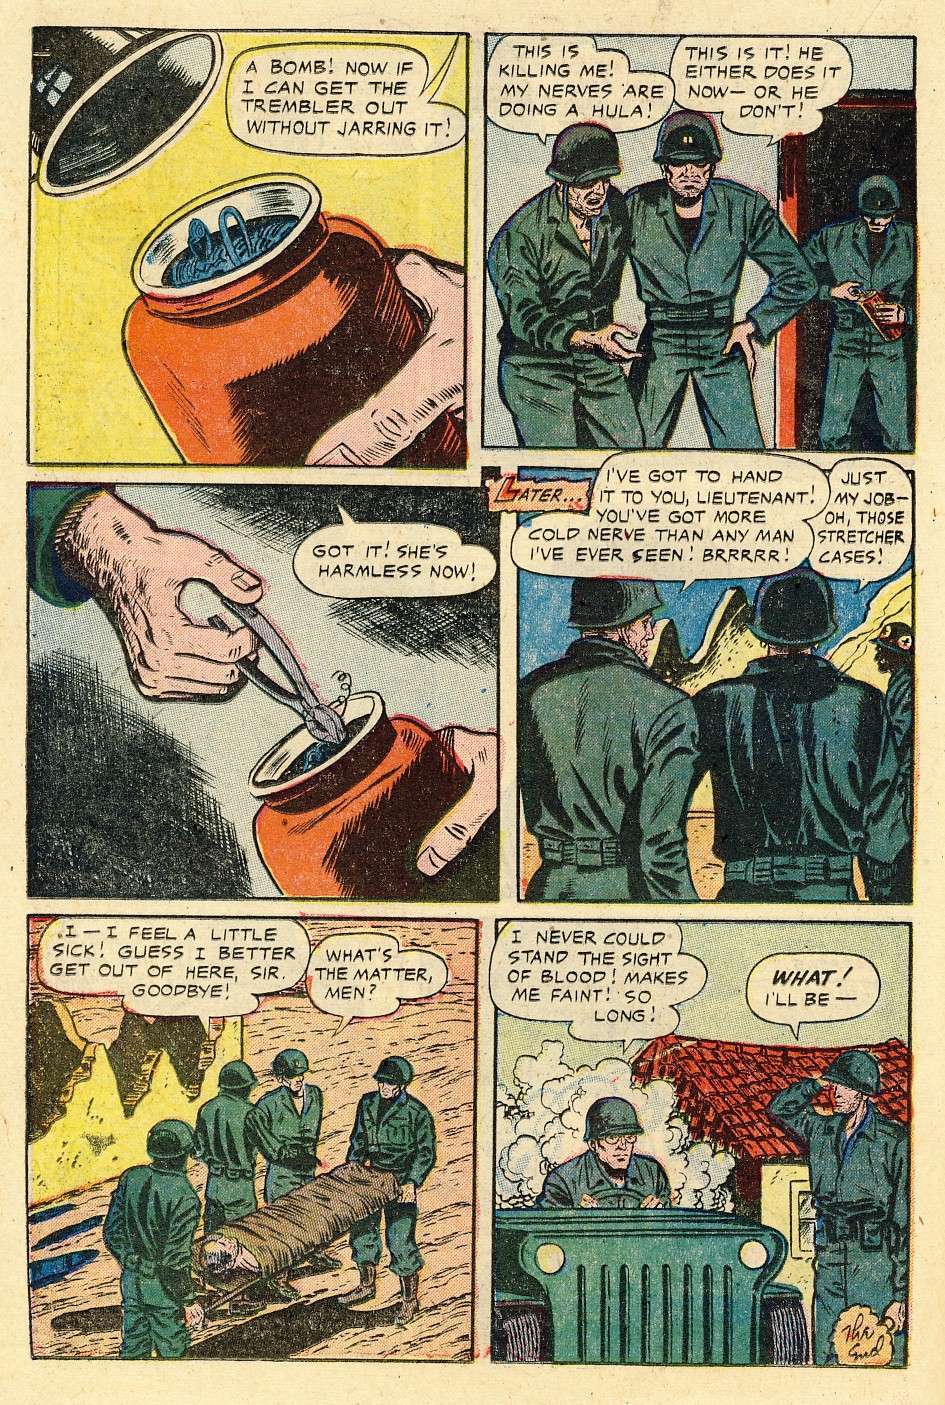 A BOMB! NOW IF
I CAN GET THE
TREMBLER OUT
WITHOUT JARRING IT!
THIS IS
KILLING ME!
MY NERVES ARE
DOING A HULA!
THIS IS IT! HE
EITHER DOES IT
NOW— OR HE
DON'T!
GOT IT! SHE'S
HARMLESS NOW!
LATER...
I'VE GOT TO HAND
IT TO YOU, LIEUTENANT!
YOU'VE GOT MORE
COLD NERVE THAN ANY MAN
I'VE EVER SEEN! BRRRRR!
JUST
MY JOB—
OH, THOSE
STRETCHER
CASES!
I — I FEEL A LITTLE
SICK! GUESS I BETTER
GET OUT OF HERE, SIR.
GOODBYE!
WHAT'S
THE MATTER,
MEN?
I NEVER COULD
STAND THE SIGHT
OF BLOOD! MAKES
ME FAINT! SO
LONG!
WHAT!
I'LL BE —
The
End